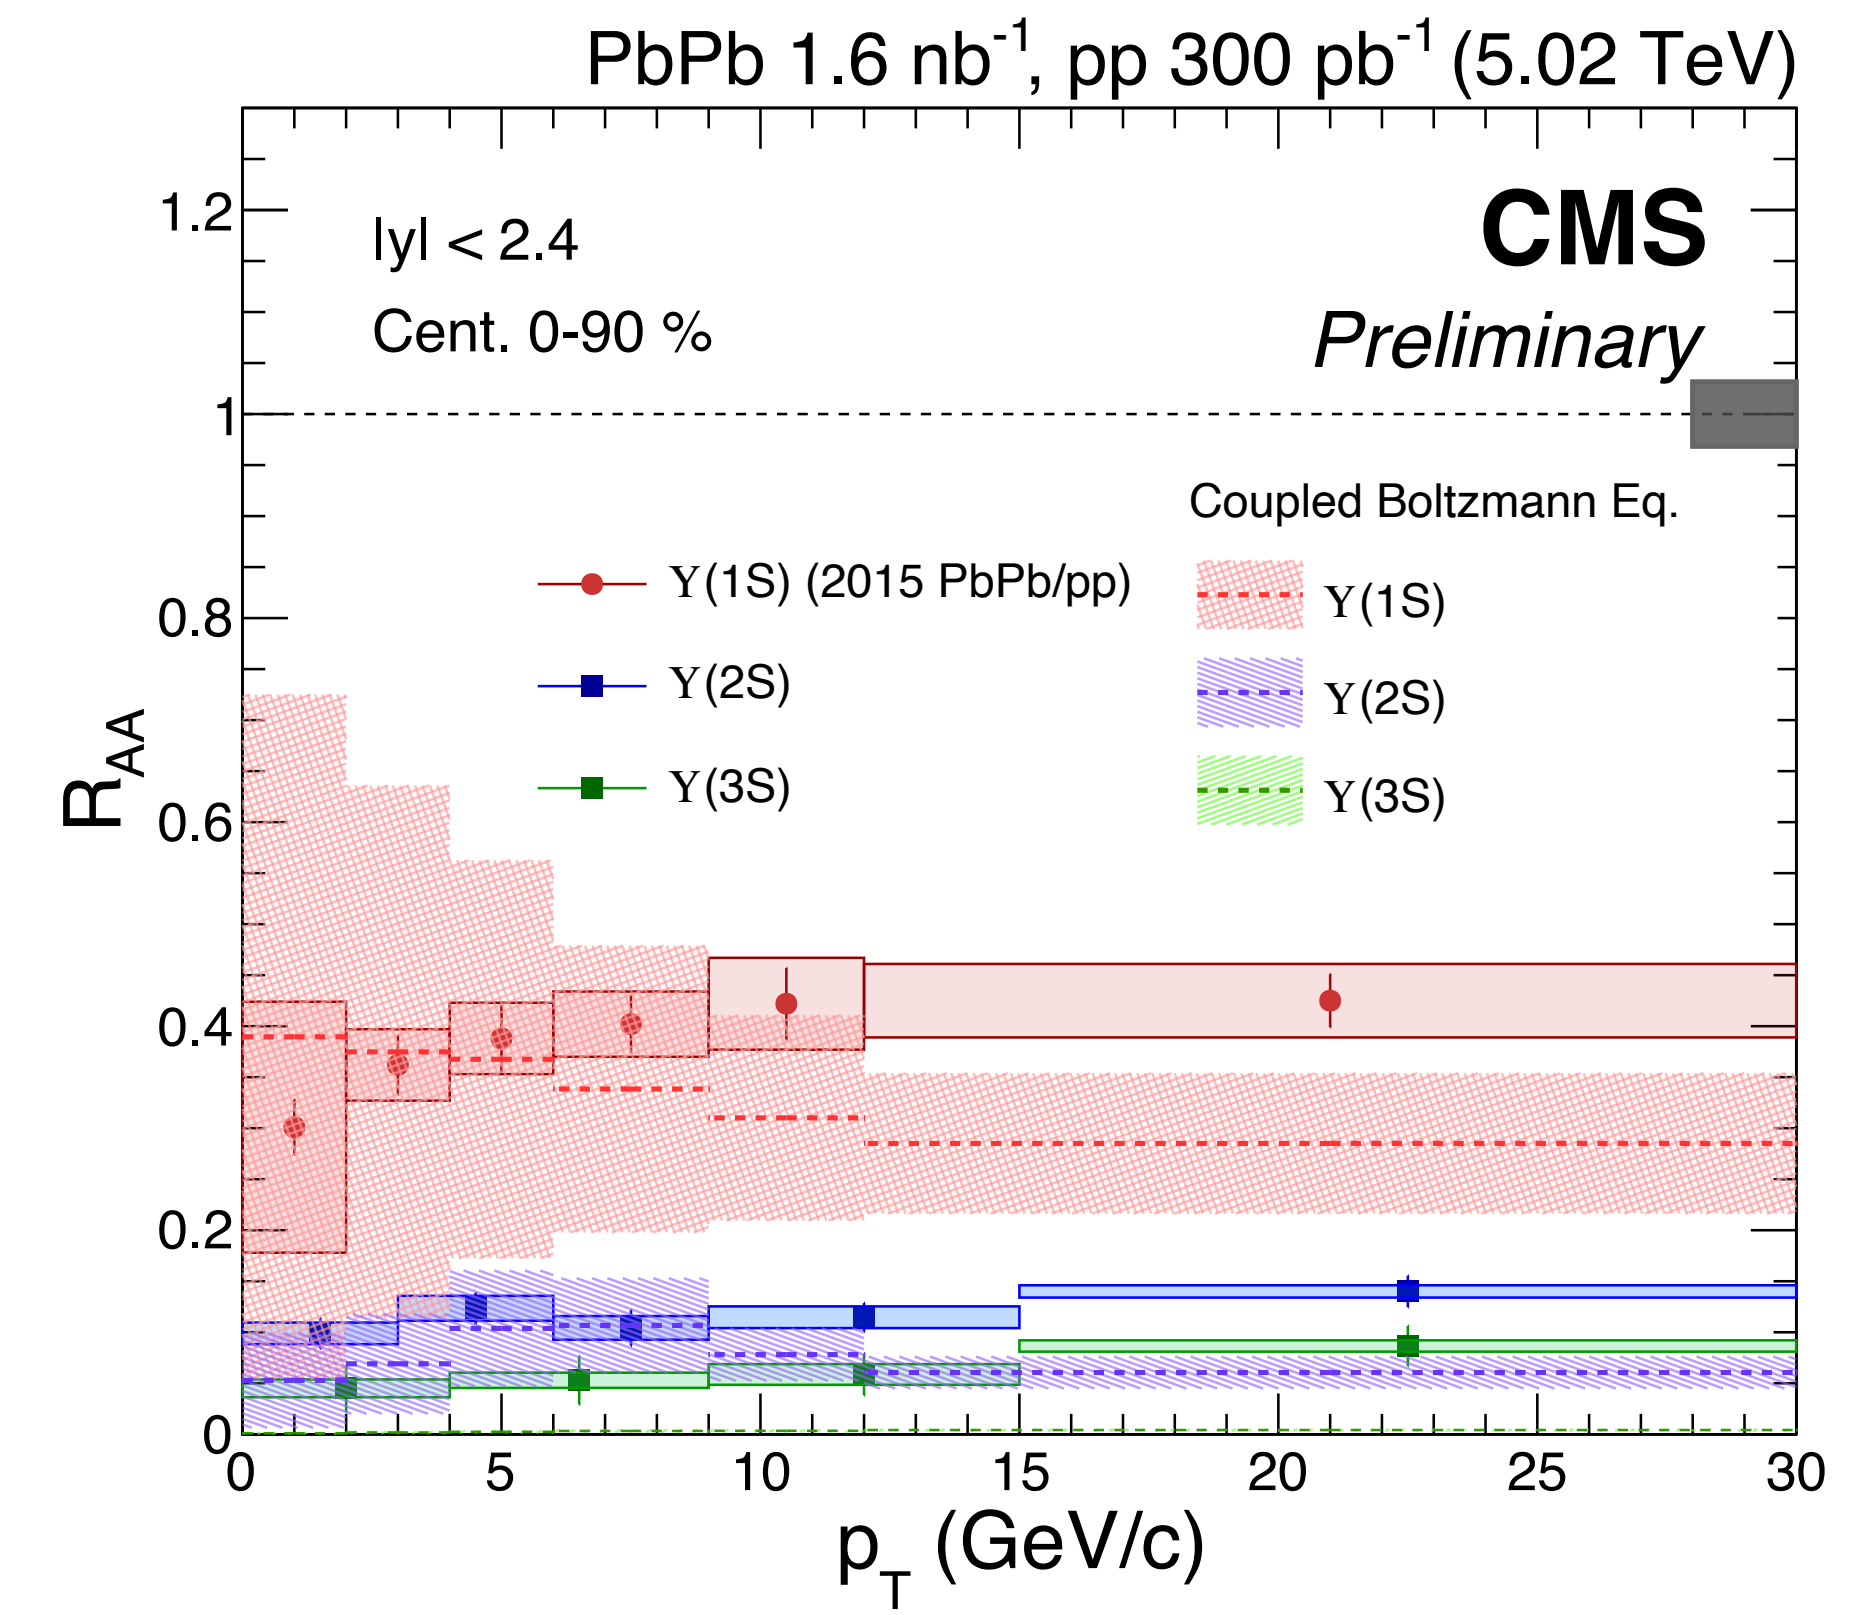 PbPb 1.6 nb⁻¹, pp 300 pb⁻¹ (5.02 TeV)
|y| < 2.4
CMS
Cent. 0-90 %
Preliminary
Coupled Boltzmann Eq.
Υ(1S) (2015 PbPb/pp)
Υ(1S)
Υ(2S)
Υ(2S)
Υ(3S)
Υ(3S)
R_AA
1.2
1
0.8
0.6
0.4
0.2
0
0 5 10 15 20 25 30
p_T (GeV/c)